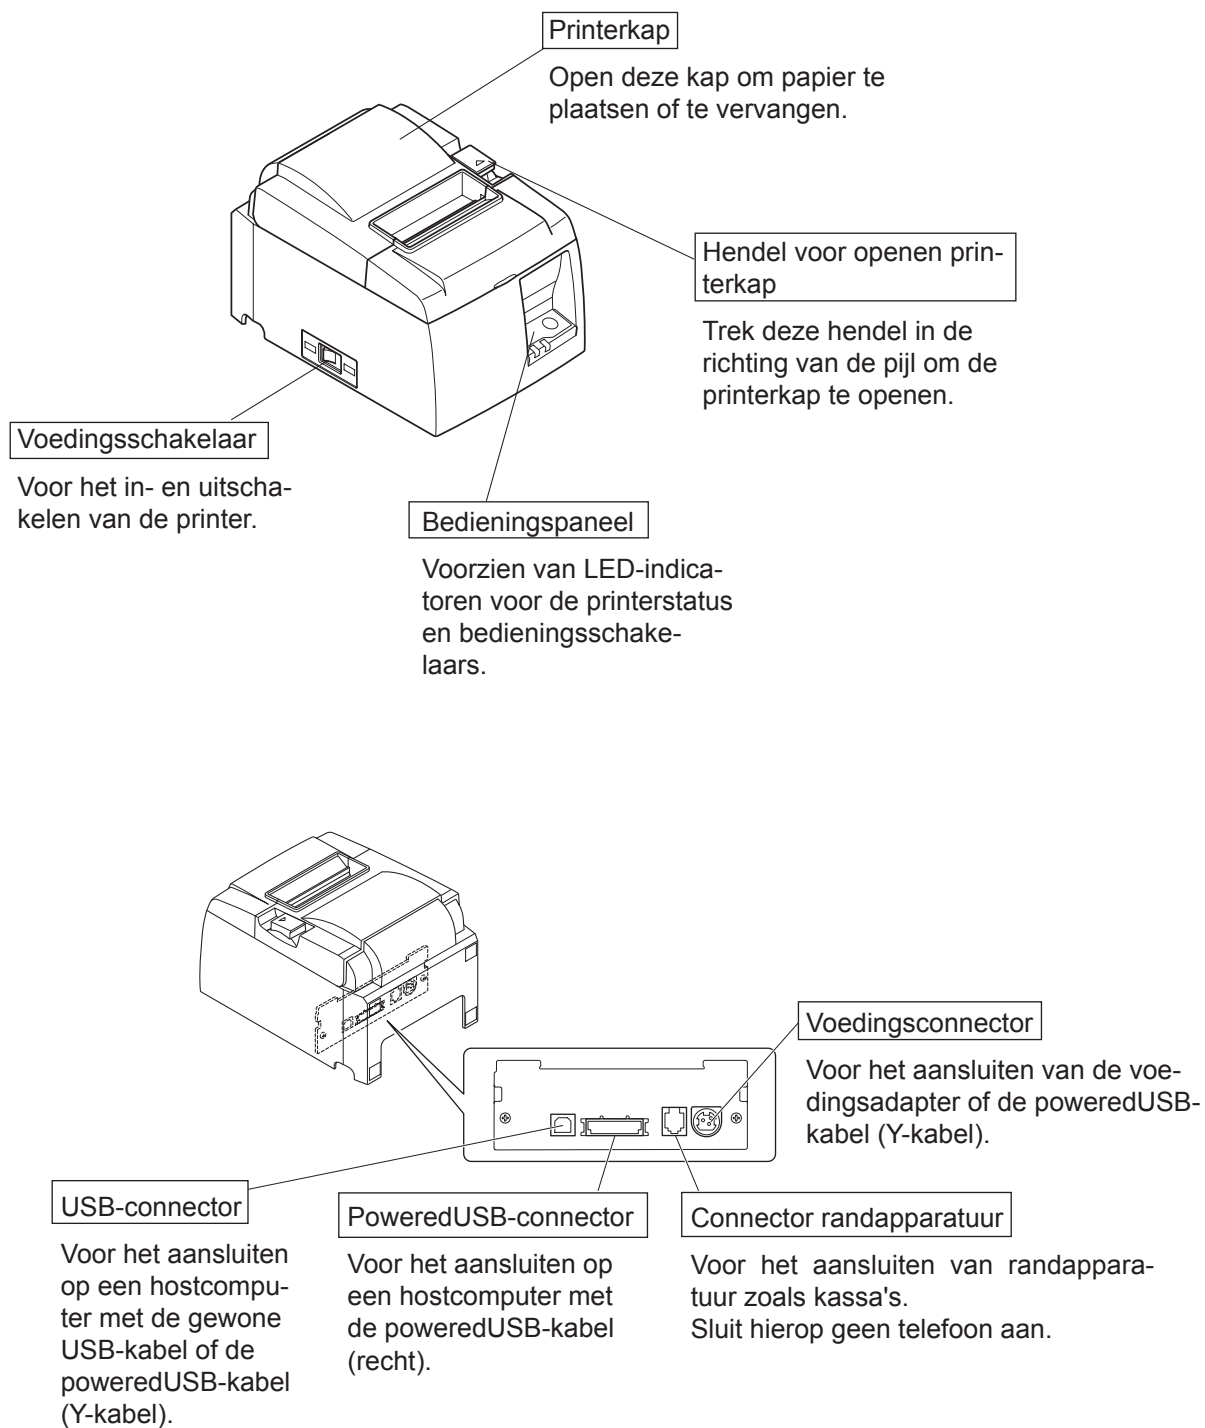 Printerkap
Open deze kap om papier te
plaatsen of te vervangen.
Hendel voor openen prin-
terkap
Trek deze hendel in de
richting van de pijl om de
printerkap te openen.
Voedingsschakelaar
Voor het in- en uitscha-
kelen van de printer.
Bedieningspaneel
Voorzien van LED-indica-
toren voor de printerstatus
en bedieningsschake-
laars.
Voedingsconnector
Voor het aansluiten van de voe-
dingsadapter of de poweredUSB-
kabel (Y-kabel).
USB-connector
Voor het aansluiten
op een hostcompu-
ter met de gewone
USB-kabel of de
poweredUSB-kabel
(Y-kabel).
PoweredUSB-connector
Voor het aansluiten op
een hostcomputer met
de poweredUSB-kabel
(recht).
Connector randapparatuur
Voor het aansluiten van randappara-
tuur zoals kassa's.
Sluit hierop geen telefoon aan.